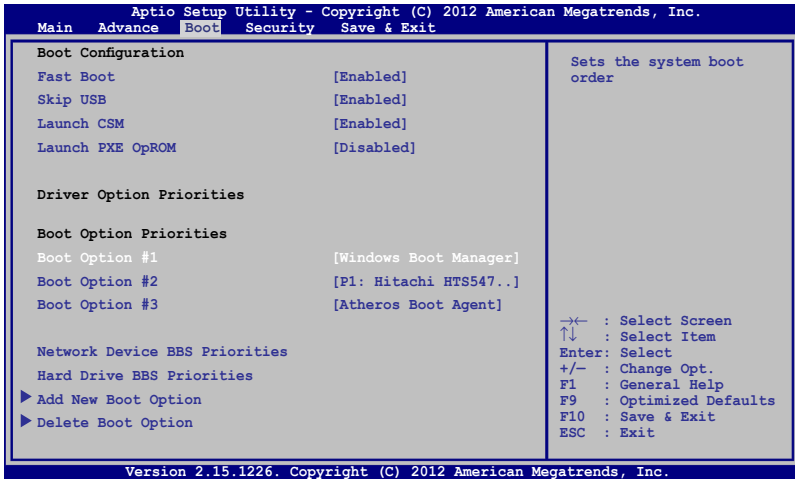 Aptio Setup Utility - Copyright (C) 2012 American Megatrends, Inc.
Main Advance Boot Security Save & Exit
Boot Configuration
Fast Boot [Enabled]
Skip USB [Enabled]
Launch CSM [Enabled]
Launch PXE OpROM [Disabled]
Driver Option Priorities
Boot Option Priorities
Boot Option #1 [Windows Boot Manager]
Boot Option #2 [P1: Hitachi HTS547..]
Boot Option #3 [Atheros Boot Agent]
Network Device BBS Priorities
Hard Drive BBS Priorities
Add New Boot Option
Delete Boot Option
Sets the system boot
order
→← : Select Screen
↑↓ : Select Item
Enter: Select
+/— : Change Opt.
F1 : General Help
F9 : Optimized Defaults
F10 : Save & Exit
ESC : Exit
Version 2.15.1226. Copyright (C) 2012 American Megatrends, Inc.